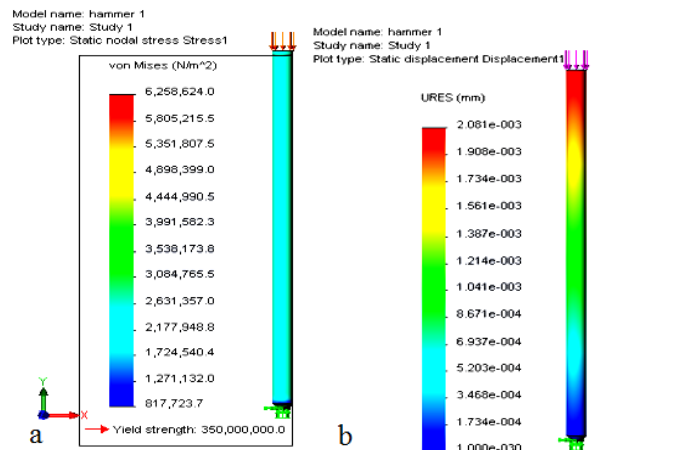 Model name: hammer 1
Study name: Study 1
Plot type: Static nodal stress Stress1
von Mises (N/m^2)
6,258,624.0
5,805,215.5
5,351,807.5
4,898,399.0
4,444,990.5
3,991,582.3
3,538,173.8
3,084,765.5
2,631,357.0
2,177,948.8
1,724,540.4
1,271,132.0
817,723.7
Yield strength: 350,000,000.0
Y
X
a
Model name: hammer 1
Study name: Study 1
Plot type: Static displacement Displacement1
URES (mm)
2.081e-003
1.908e-003
1.734e-003
1.561e-003
1.387e-003
1.214e-003
1.041e-003
8.671e-004
6.937e-004
5.203e-004
3.468e-004
1.734e-004
1.000e-030
b